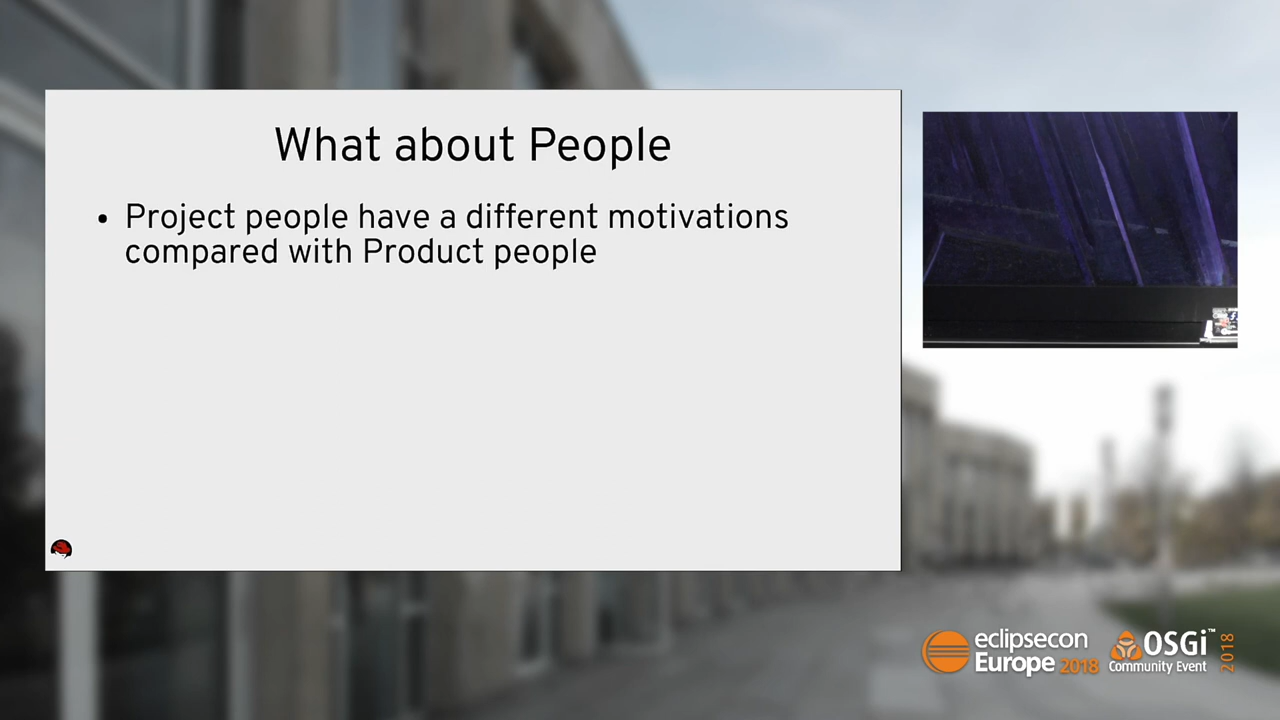 What about People
• Project people have a different motivations
compared with Product people
eclipsecon
Europe 2018
OSGi™
Community Event
2018